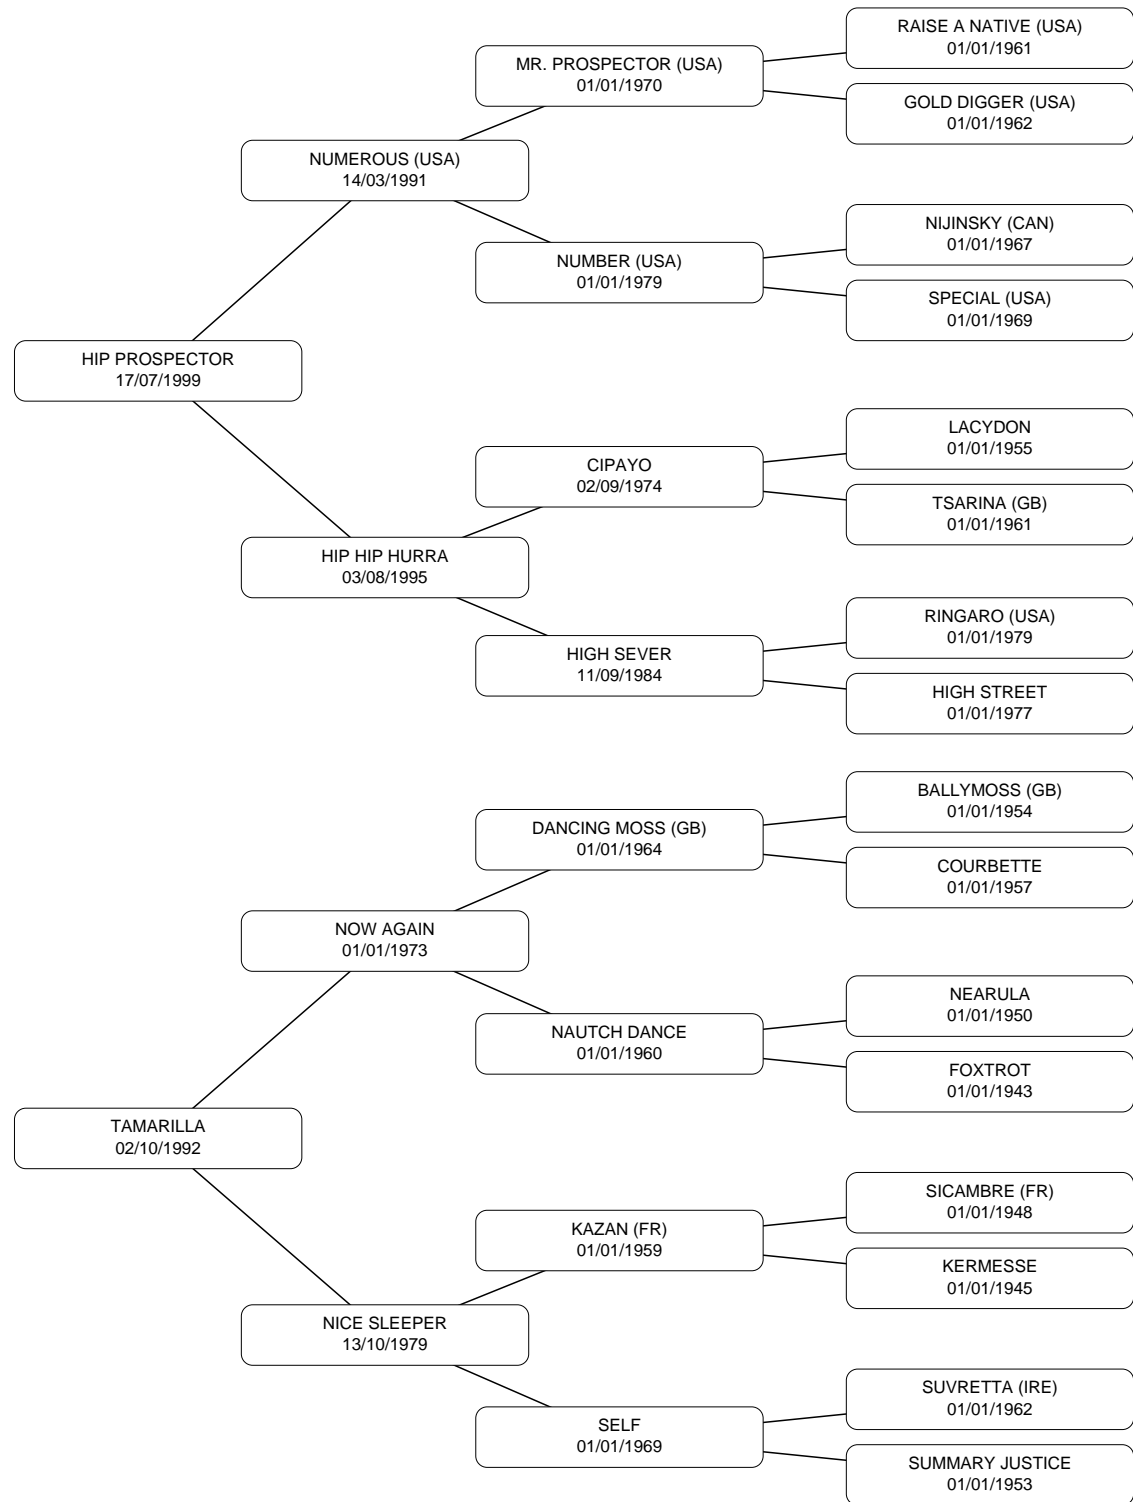 RAISE A NATIVE (USA)
01/01/1961
MR. PROSPECTOR (USA)
01/01/1970
GOLD DIGGER (USA)
01/01/1962
NUMEROUS (USA)
14/03/1991
NIJINSKY (CAN)
01/01/1967
NUMBER (USA)
01/01/1979
SPECIAL (USA)
01/01/1969
HIP PROSPECTOR
17/07/1999
LACYDON
01/01/1955
CIPAYO
02/09/1974
TSARINA (GB)
01/01/1961
HIP HIP HURRA
03/08/1995
RINGARO (USA)
01/01/1979
HIGH SEVER
11/09/1984
HIGH STREET
01/01/1977
BALLYMOSS (GB)
01/01/1954
DANCING MOSS (GB)
01/01/1964
COURBETTE
01/01/1957
NOW AGAIN
01/01/1973
NEARULA
01/01/1950
NAUTCH DANCE
01/01/1960
FOXTROT
01/01/1943
TAMARILLA
02/10/1992
SICAMBRE (FR)
01/01/1948
KAZAN (FR)
01/01/1959
KERMESSE
01/01/1945
NICE SLEEPER
13/10/1979
SUVRETTA (IRE)
01/01/1962
SELF
01/01/1969
SUMMARY JUSTICE
01/01/1953